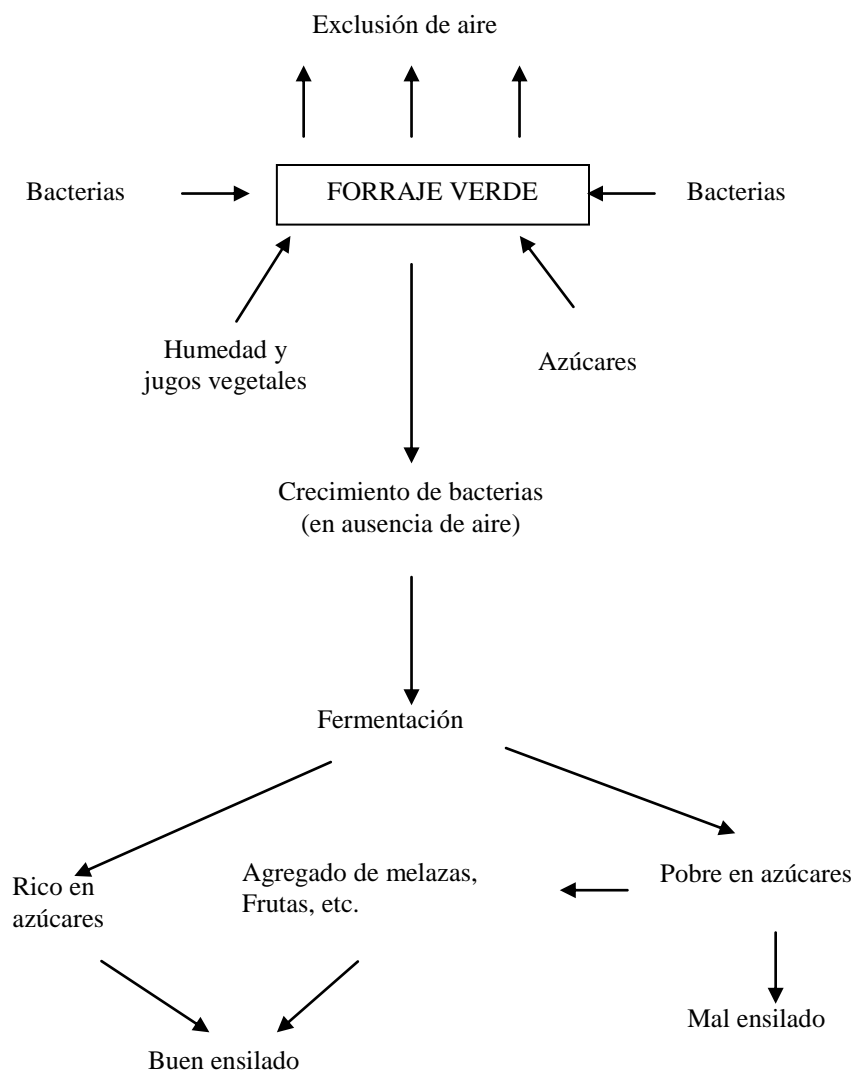 Exclusión de aire
Bacterias
FORRAJE VERDE
Bacterias
Humedad y
jugos vegetales
Azúcares
Crecimiento de bacterias
(en ausencia de aire)
Fermentación
Rico en
azúcares
Agregado de melazas,
Frutas, etc.
Pobre en azúcares
Mal ensilado
Buen ensilado